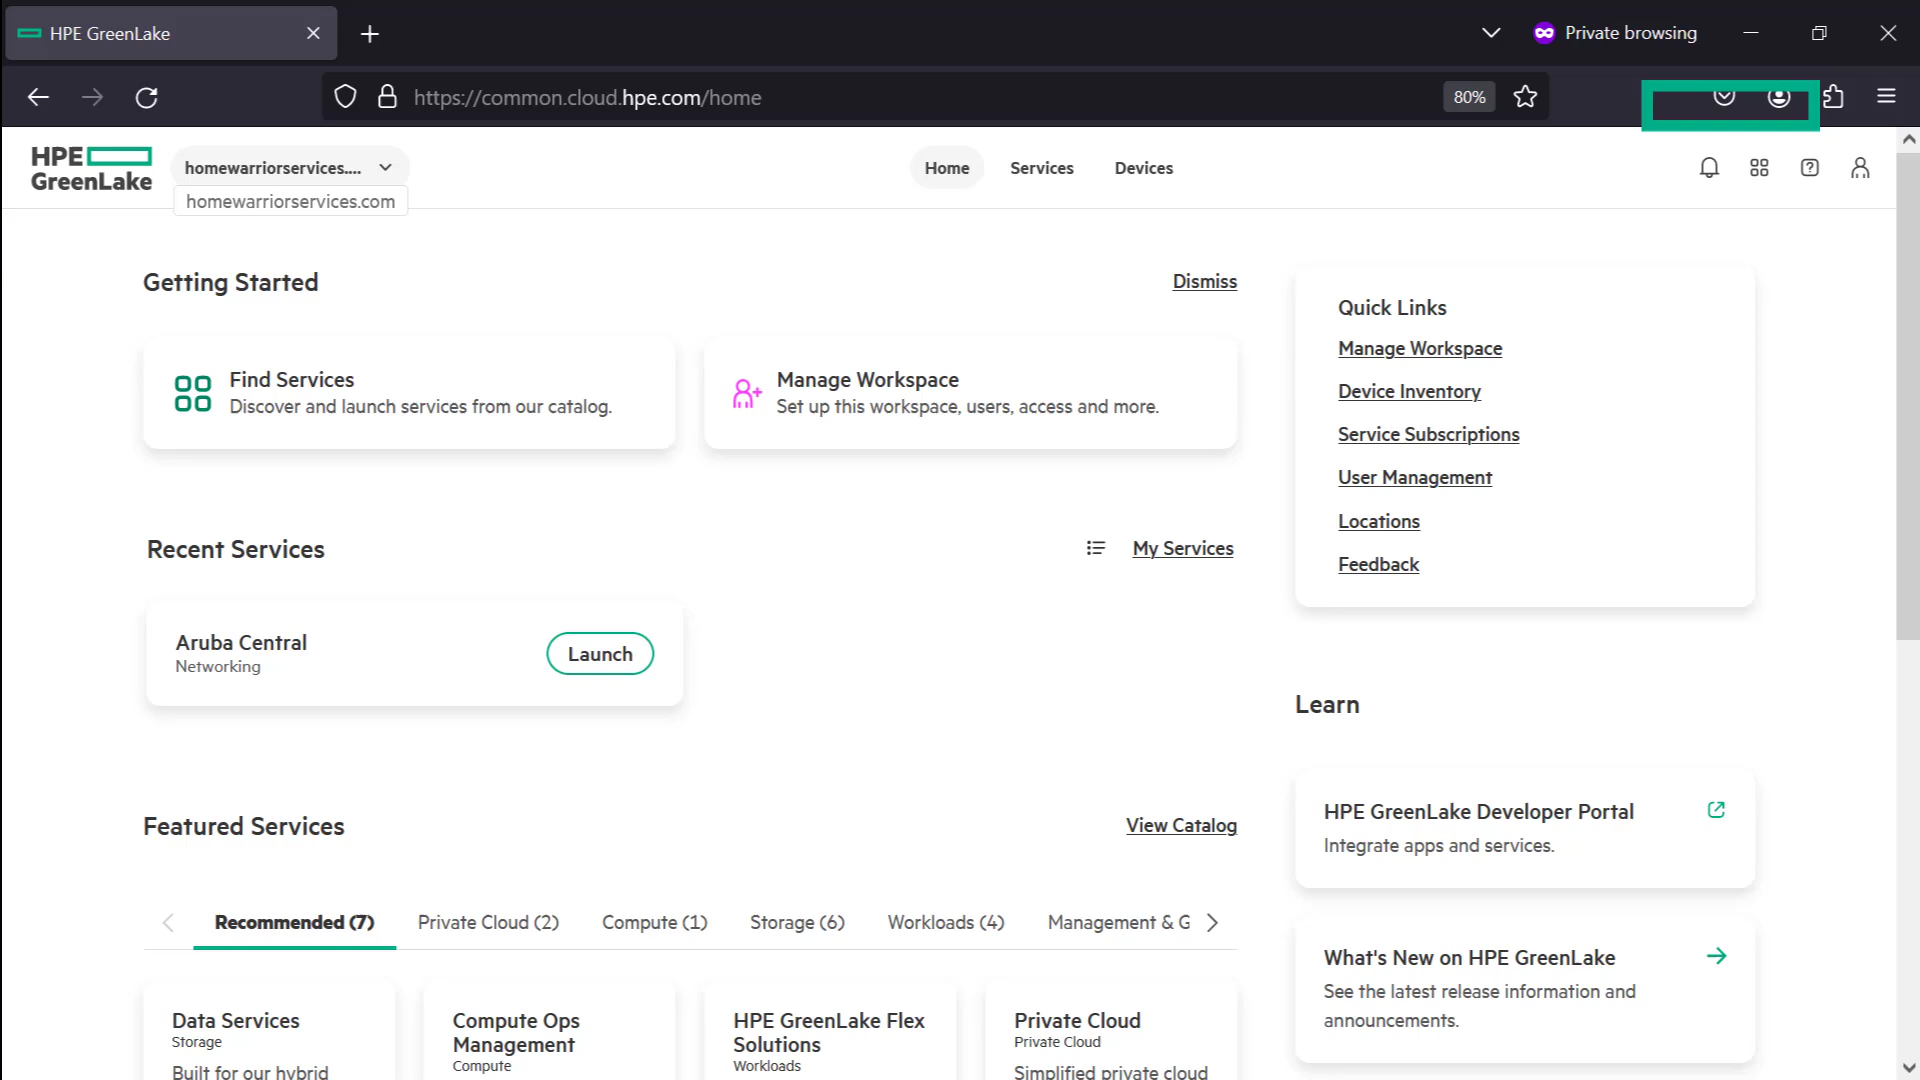 HPE GreenLake
Private browsing
https://common.cloud.hpe.com/home
80%
HPE
GreenLake
homewarriorservices....
Home
Services
Devices
homewarriorservices.com
Getting Started
Dismiss
Find Services
Discover and launch services from our catalog.
Manage Workspace
Set up this workspace, users, access and more.
Quick Links
Manage Workspace
Device Inventory
Service Subscriptions
User Management
Locations
Feedback
Recent Services
My Services
Aruba Central
Networking
Launch
Learn
HPE GreenLake Developer Portal
Integrate apps and services.
What's New on HPE GreenLake
See the latest release information and
announcements.
Featured Services
View Catalog
Recommended (7)
Private Cloud (2)
Compute (1)
Storage (6)
Workloads (4)
Management & G
Data Services
Storage
Built for our hybrid
Compute Ops
Management
Compute
HPE GreenLake Flex
Solutions
Workloads
Private Cloud
Private Cloud
Simplified private cloud